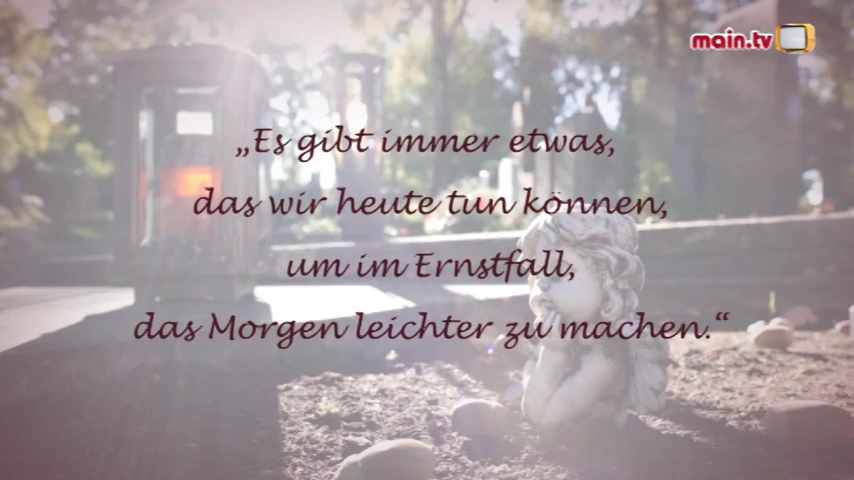 main.tv
„Es gibt immer etwas,
das wir heute tun können,
um im Ernstfall,
das Morgen leichter zu machen.“